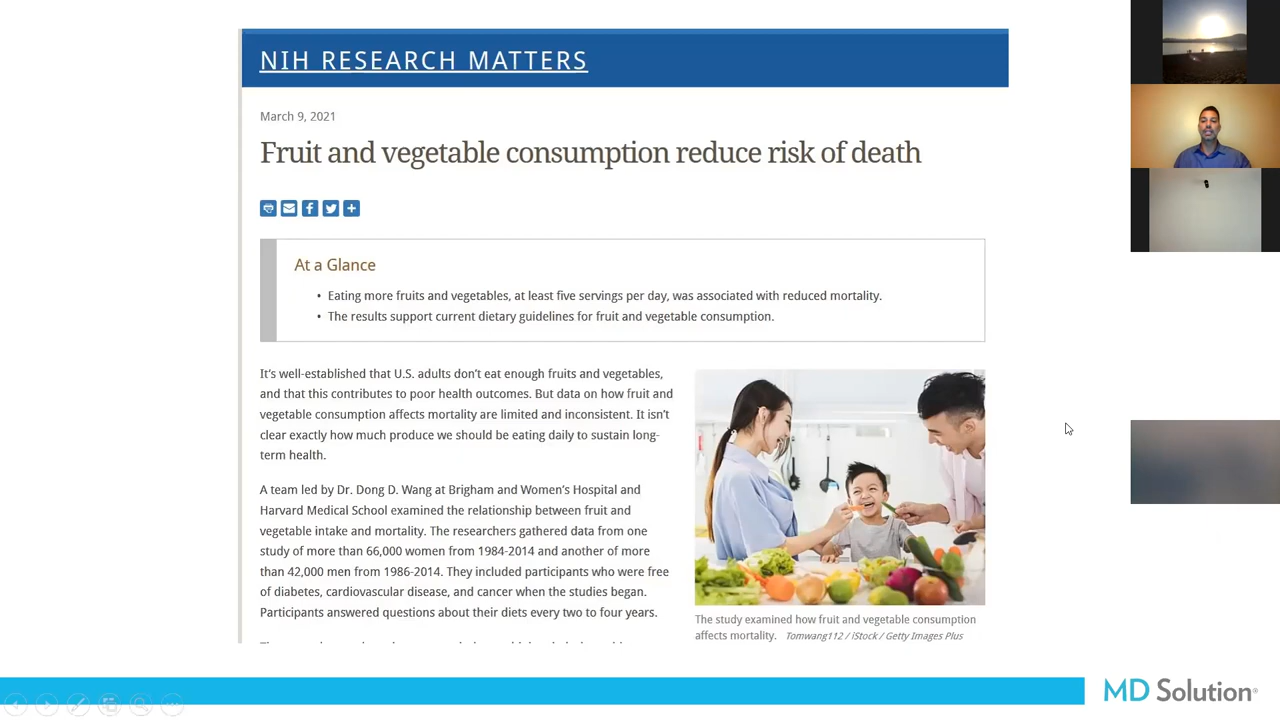 NIH RESEARCH MATTERS
March 9, 2021
Fruit and vegetable consumption reduce risk of death
At a Glance
• Eating more fruits and vegetables, at least five servings per day, was associated with reduced mortality.
• The results support current dietary guidelines for fruit and vegetable consumption.
It's well-established that U.S. adults don't eat enough fruits and vegetables,
and that this contributes to poor health outcomes. But data on how fruit and
vegetable consumption affects mortality are limited and inconsistent. It isn't
clear exactly how much produce we should be eating daily to sustain long-
term health.
A team led by Dr. Dong D. Wang at Brigham and Women's Hospital and
Harvard Medical School examined the relationship between fruit and
vegetable intake and mortality. The researchers gathered data from one
study of more than 66,000 women from 1984-2014 and another of more
than 42,000 men from 1986-2014. They included participants who were free
of diabetes, cardiovascular disease, and cancer when the studies began.
Participants answered questions about their diets every two to four years.
The study examined how fruit and vegetable consumption
affects mortality. Tomwang112 / iStock / Getty Images Plus
MD Solution®